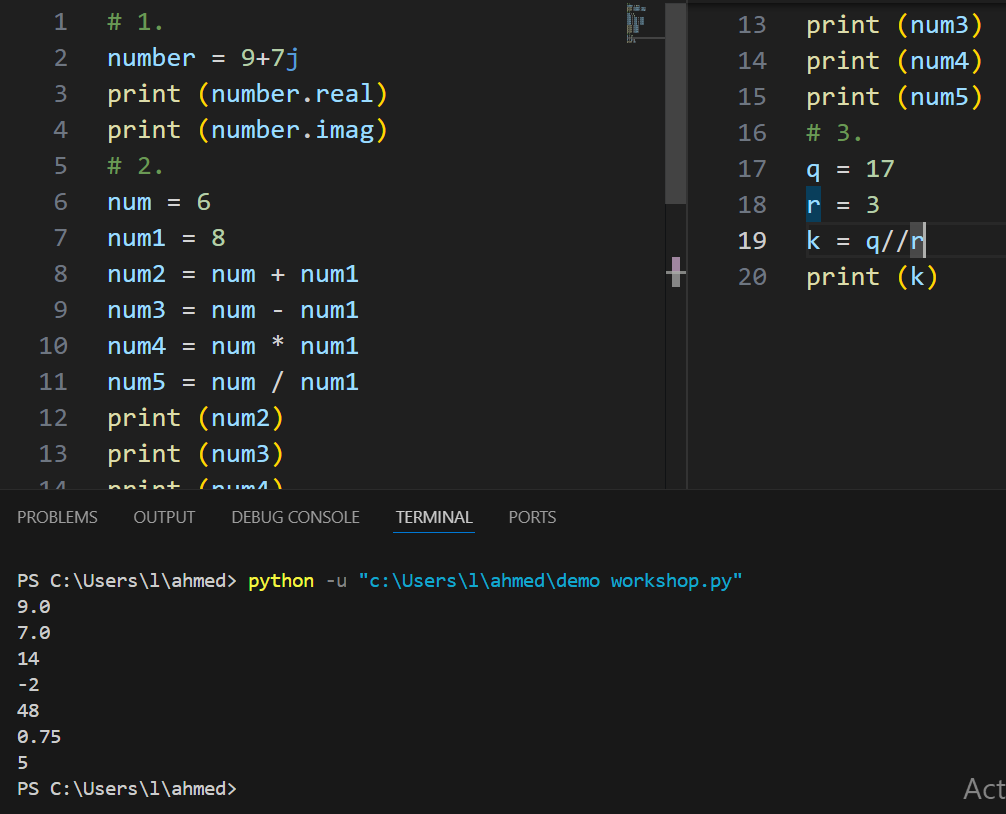 1 # 1.
2 number = 9+7j
3 print (number.real)
4 print (number.imag)
5 # 2.
6 num = 6
7 num1 = 8
8 num2 = num + num1
9 num3 = num - num1
10 num4 = num * num1
11 num5 = num / num1
12 print (num2)
13 print (num3)
14 print (num4)
13 print (num3)
14 print (num4)
15 print (num5)
16 # 3.
17 q = 17
18 r = 3
19 k = q//r
20 print (k)
PROBLEMS OUTPUT DEBUG CONSOLE TERMINAL PORTS
PS C:\Users\l\ahmed> python -u "c:\Users\l\ahmed\demo workshop.py"
9.0
7.0
14
-2
48
0.75
5
PS C:\Users\l\ahmed>
Act